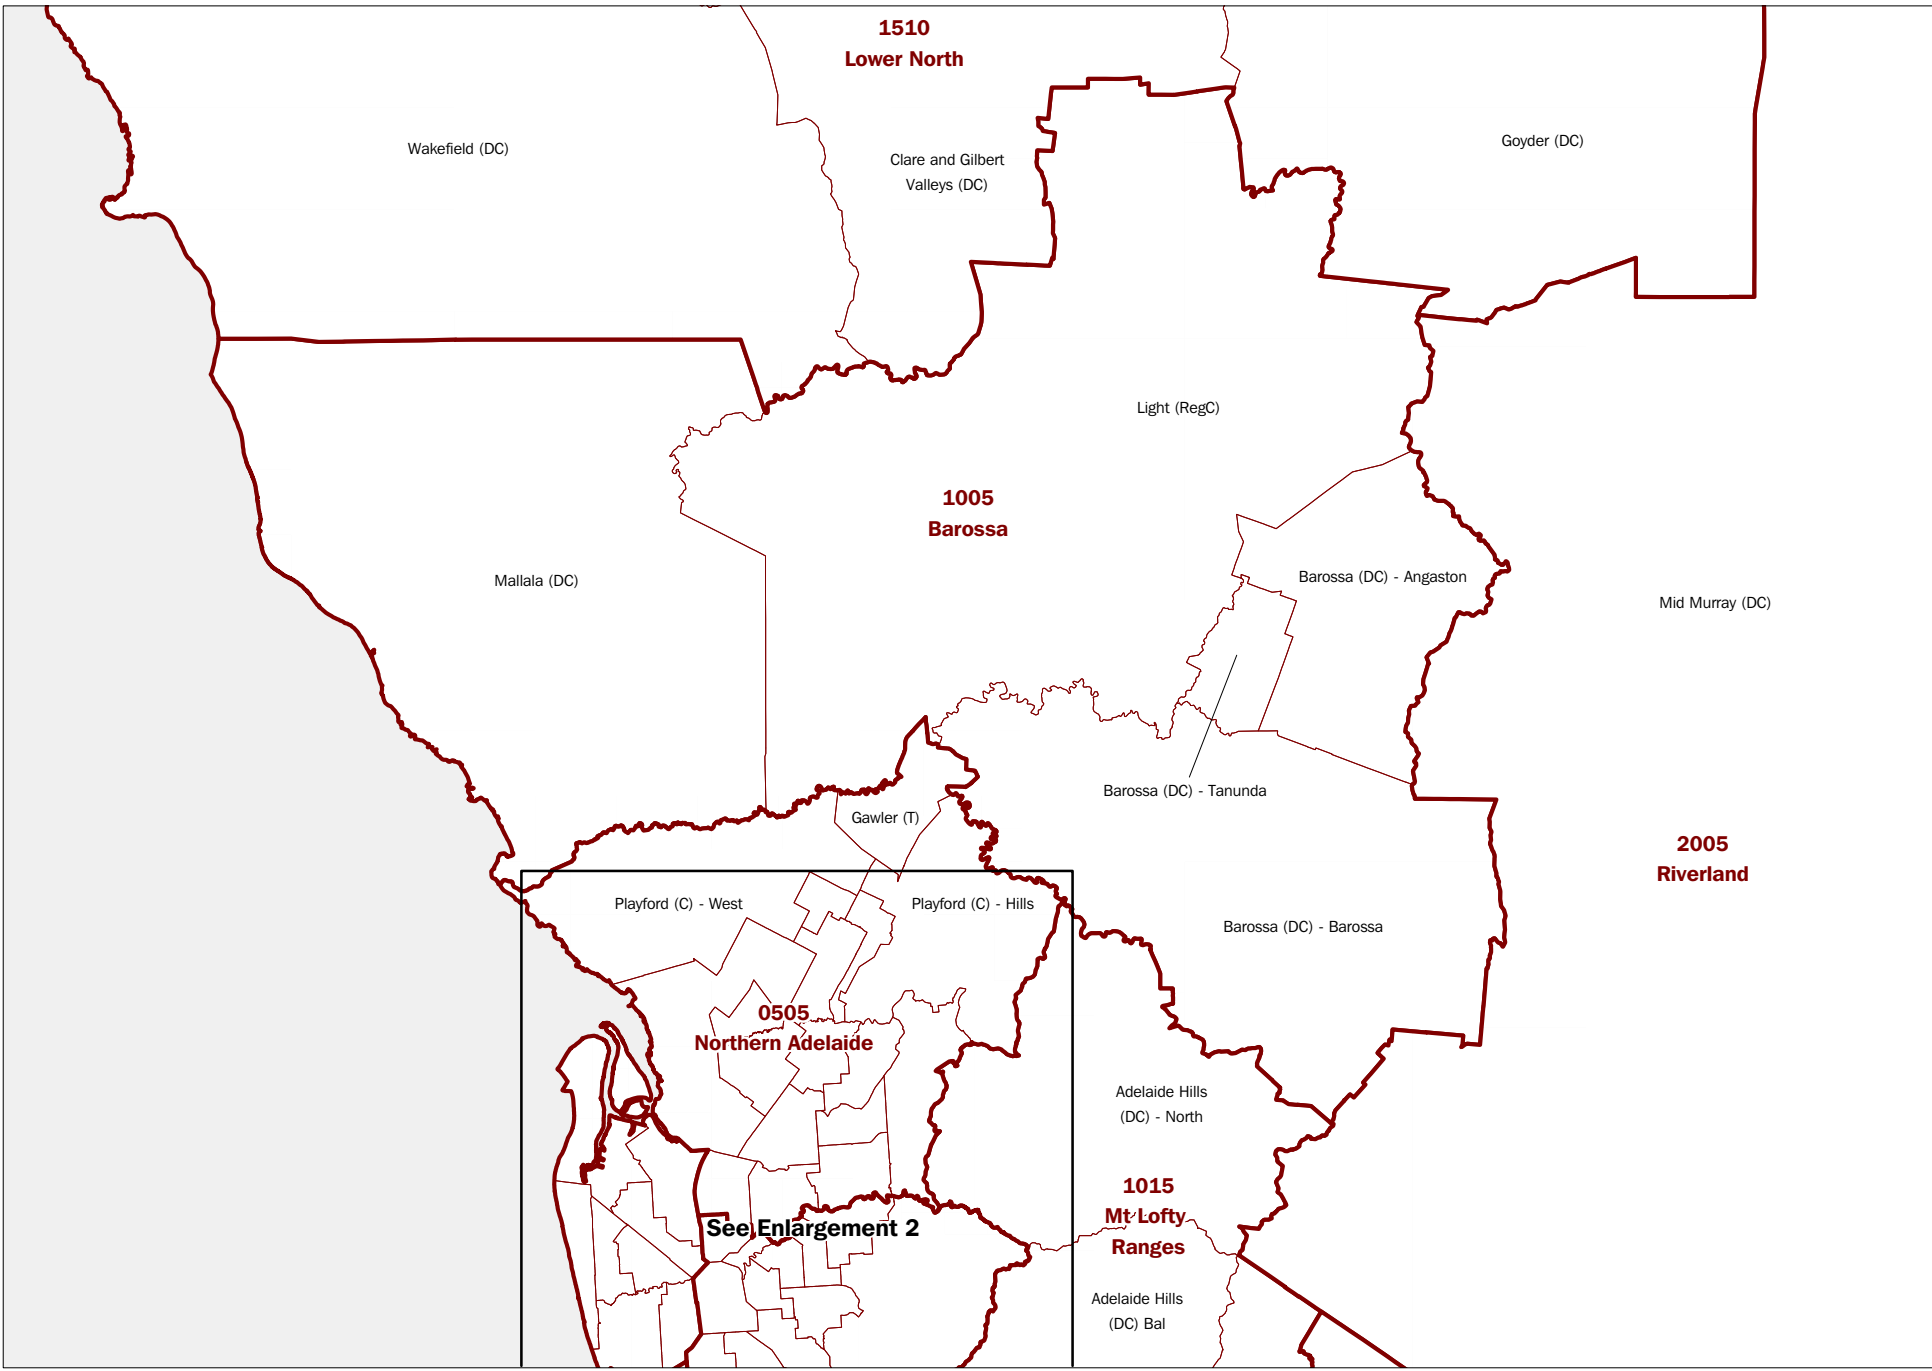 1510
Lower North
Wakefield (DC)
Clare and Gilbert
Valleys (DC)
Goyder (DC)
Light (RegC)
1005
Barossa
Mallala (DC)
Barossa (DC) - Angaston
Mid Murray (DC)
Barossa (DC) - Tanunda
Gawler (T)
2005
Riverland
Playford (C) - West
Playford (C) - Hills
Barossa (DC) - Barossa
0505
Northern Adelaide
Adelaide Hills
(DC) - North
1015
Mt Lofty
Ranges
See Enlargement 2
Adelaide Hills
(DC) Bal